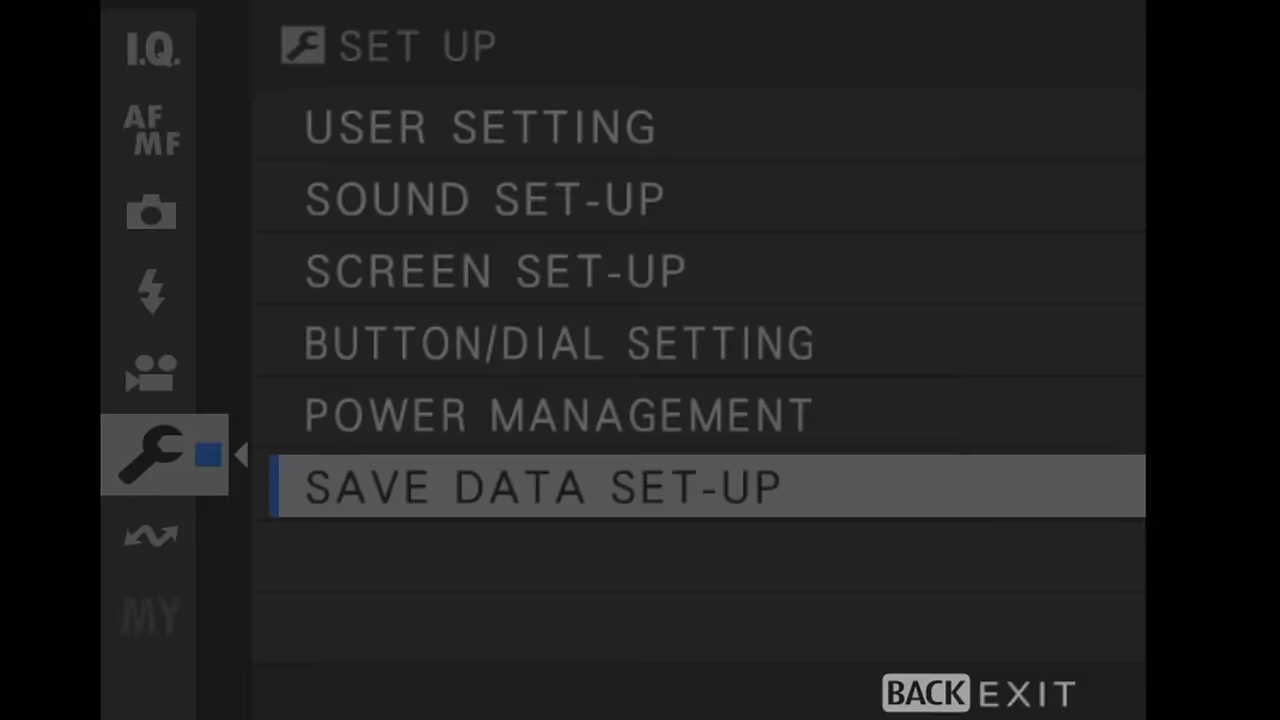 I.Q.
SET UP
AF
MF
USER SETTING
SOUND SET-UP
SCREEN SET-UP
BUTTON/DIAL SETTING
POWER MANAGEMENT
SAVE DATA SET-UP
MY
BACK EXIT